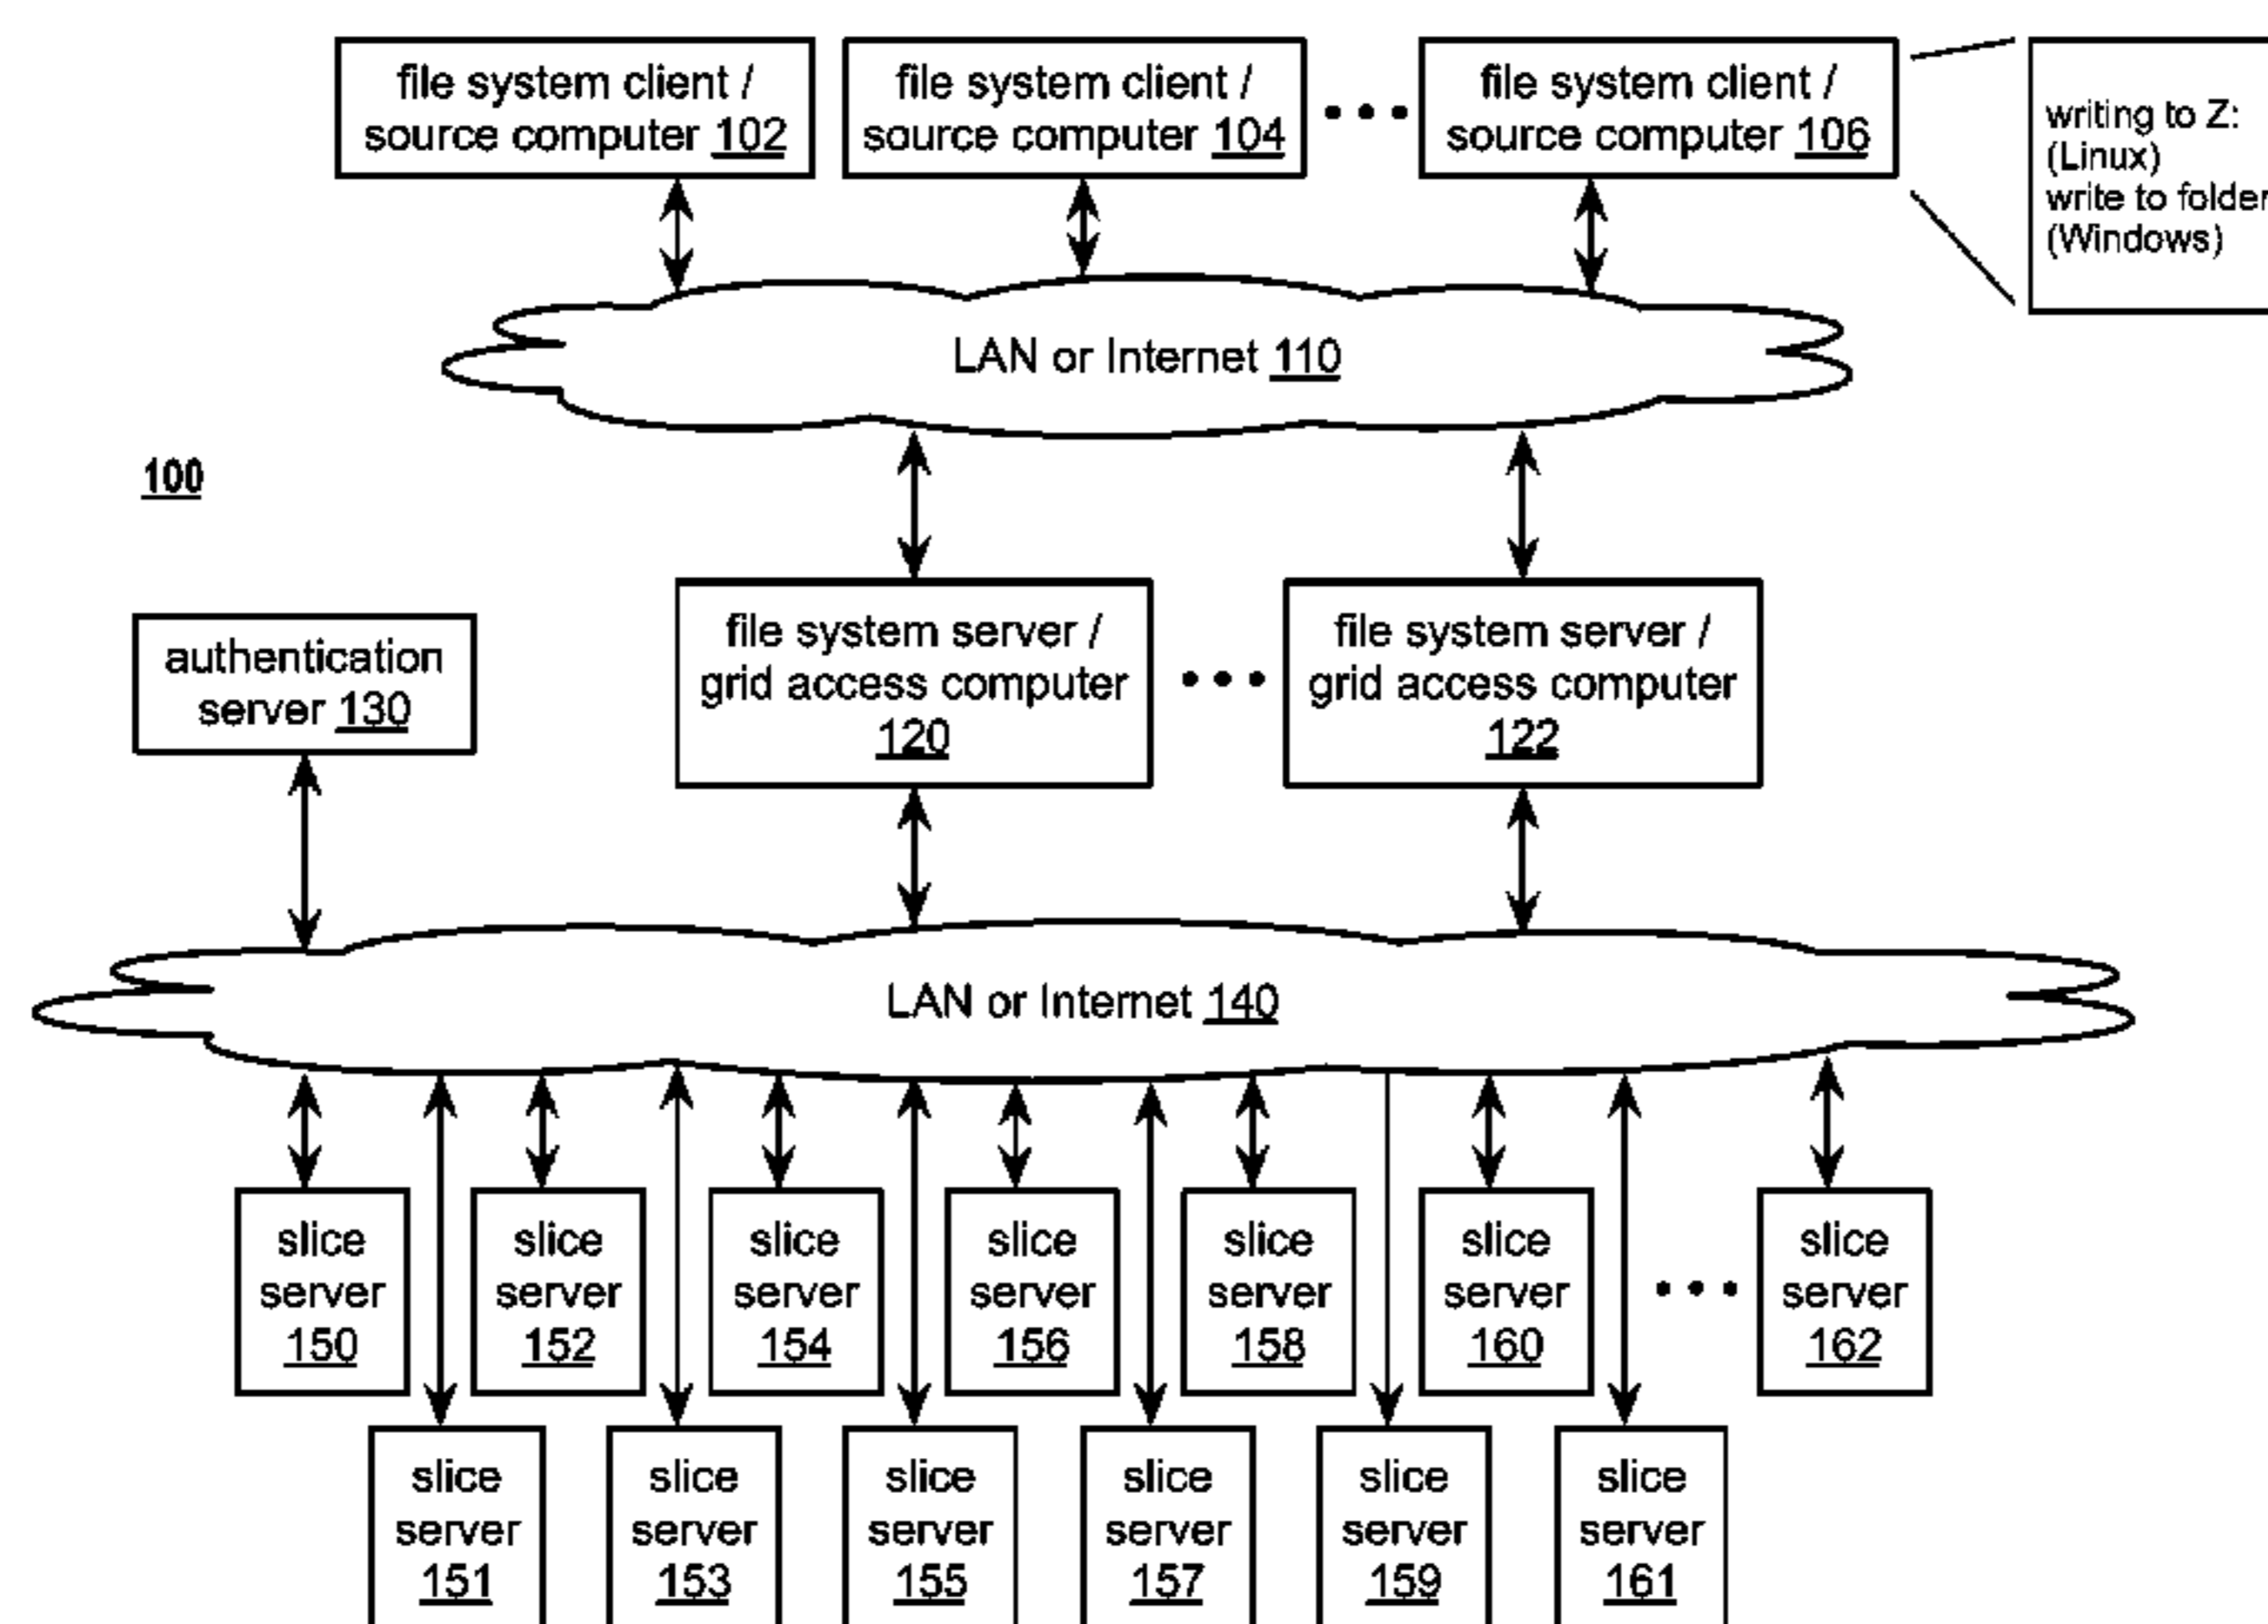 file system client /
source computer 102
file system client /
source computer 104
file system client /
source computer 106
writing to Z:
(Linux)
write to folder
(Windows)
LAN or Internet 110
100
file system server /
grid access computer
120
file system server /
grid access computer
122
authentication
server 130
LAN or Internet 140
slice
server
150
slice
server
152
slice
server
154
slice
server
156
slice
server
158
slice
server
160
slice
server
162
slice
server
151
slice
server
153
slice
server
155
slice
server
157
slice
server
159
slice
server
161